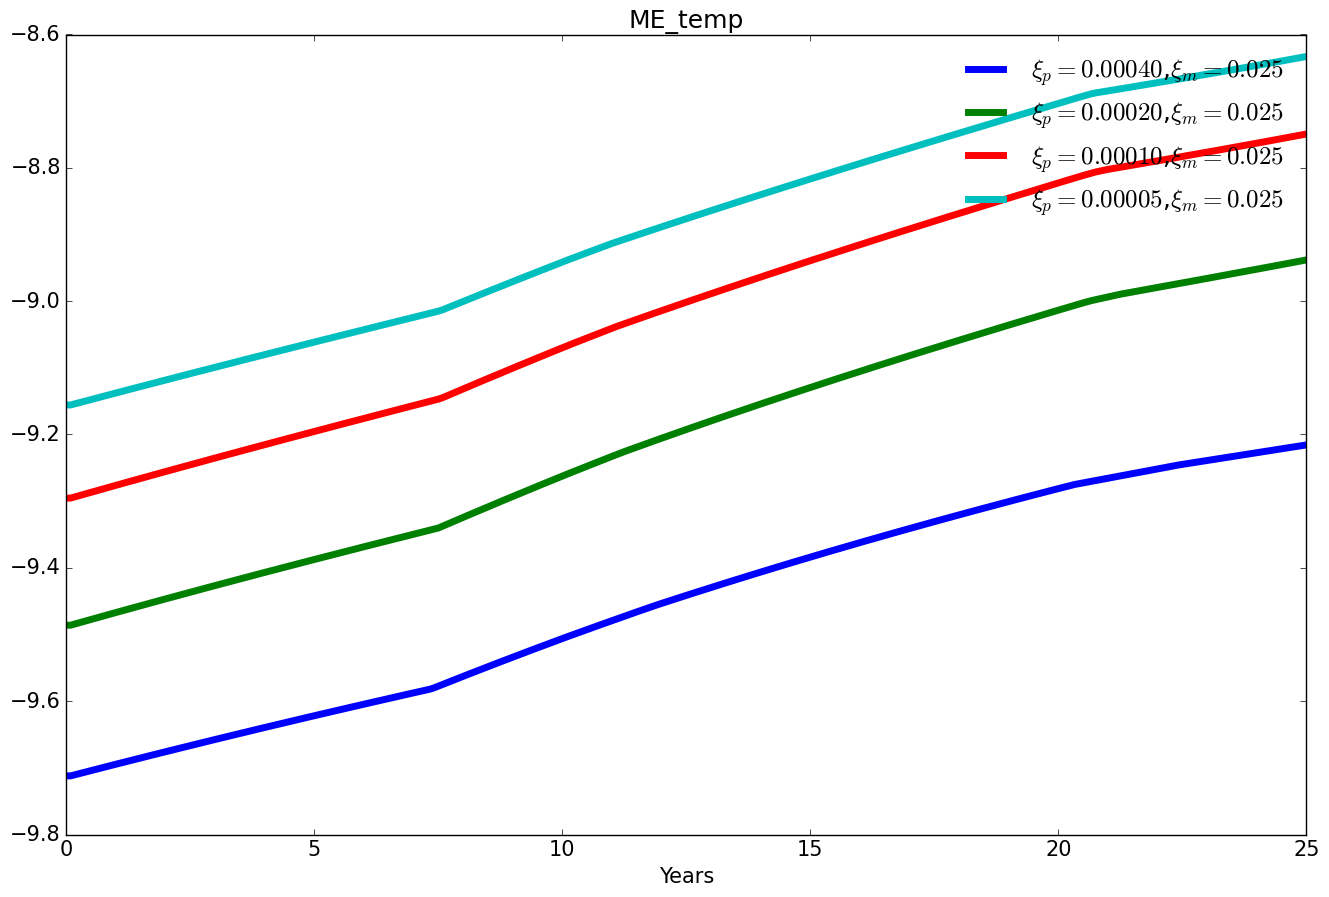 ME_temp
−8.6
−8.8
−9.0
−9.2
−9.4
−9.6
−9.8
ξₚ = 0.00040,ξₘ = 0.025
ξₚ = 0.00020,ξₘ = 0.025
ξₚ = 0.00010,ξₘ = 0.025
ξₚ = 0.00005,ξₘ = 0.025
0 5 10 15 20 25
Years